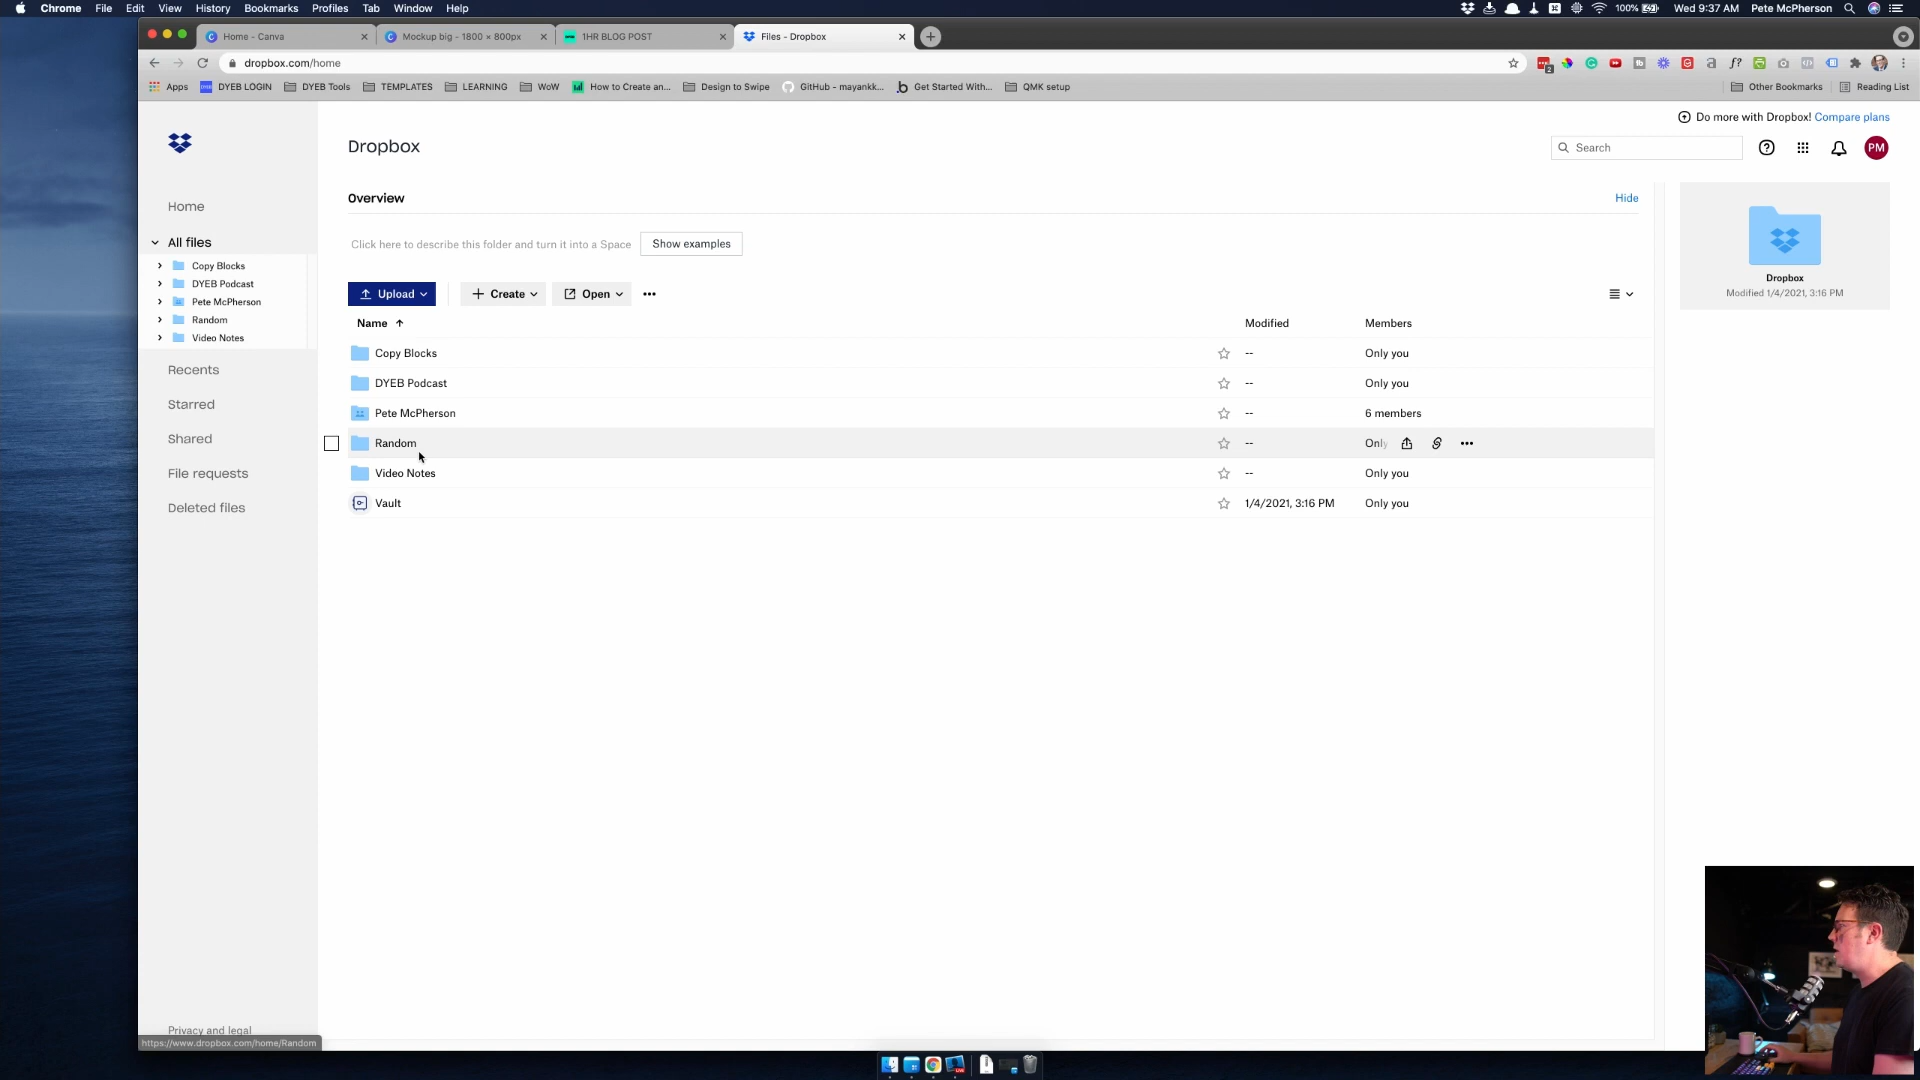 Chrome File Edit View History Bookmarks Profiles Tab Window Help
100% Wed 9:37 AM Pete McPherson
Home - Canva
Mockup big - 1800 × 800px
1HR BLOG POST
Files - Dropbox
dropbox.com/home
2
Apps
DYEB LOGIN
DYEB Tools
TEMPLATES
LEARNING
WoW
How to Create an...
Design to Swipe
GitHub - mayankk...
Get Started With...
QMK setup
Other Bookmarks
Reading List
Do more with Dropbox! Compare plans
Dropbox
Search
PM
Home
All files
Copy Blocks
DYEB Podcast
Pete McPherson
Random
Video Notes
Recents
Starred
Shared
File requests
Deleted files
Privacy and legal
https://www.dropbox.com/home/Random
Overview
Hide
Click here to describe this folder and turn it into a Space
Show examples
Upload
Create
Open
Name Modified Members
Copy Blocks -- Only you
DYEB Podcast -- Only you
Pete McPherson -- 6 members
Random -- Only
Video Notes -- Only you
Vault 1/4/2021, 3:16 PM Only you
Dropbox
Modified 1/4/2021, 3:16 PM